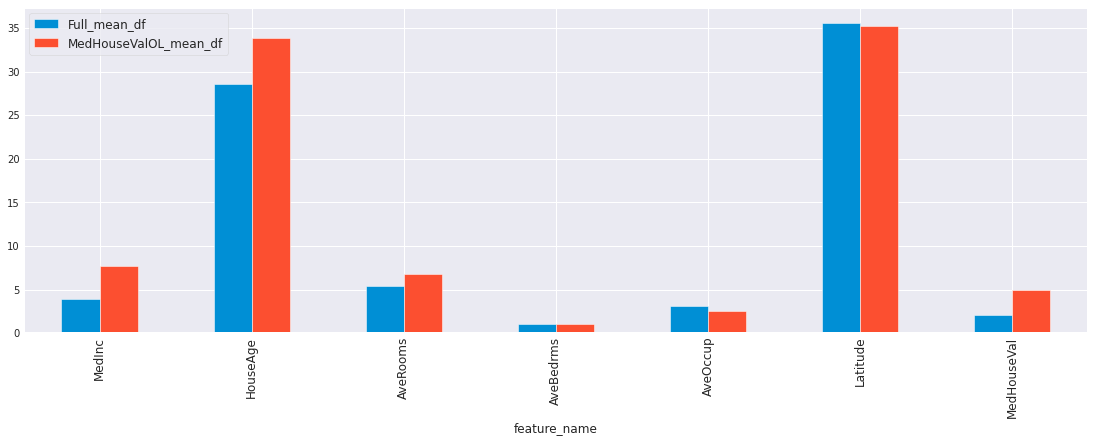 Full_mean_df
MedHouseValOL_mean_df
35
30
25
20
15
10
5
0
MedInc
HouseAge
AveRooms
AveBedrms
AveOccup
Latitude
MedHouseVal
feature_name